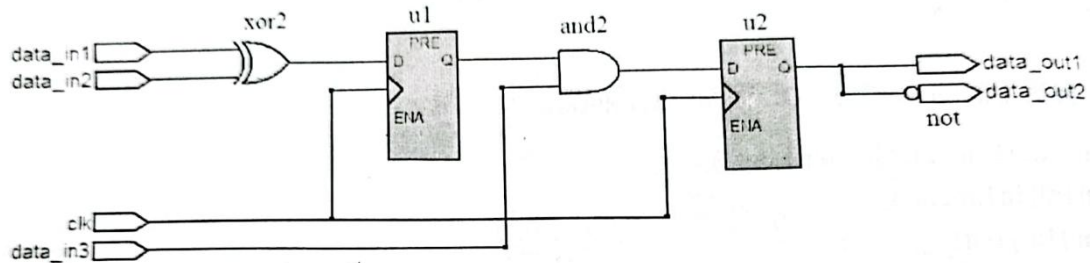 xor2
u1
and2
u2
data_in1
data_in2
PRE
D
Q
ENA
PRE
D
Q
ENA
data_out1
data_out2
not
clk
data_in3